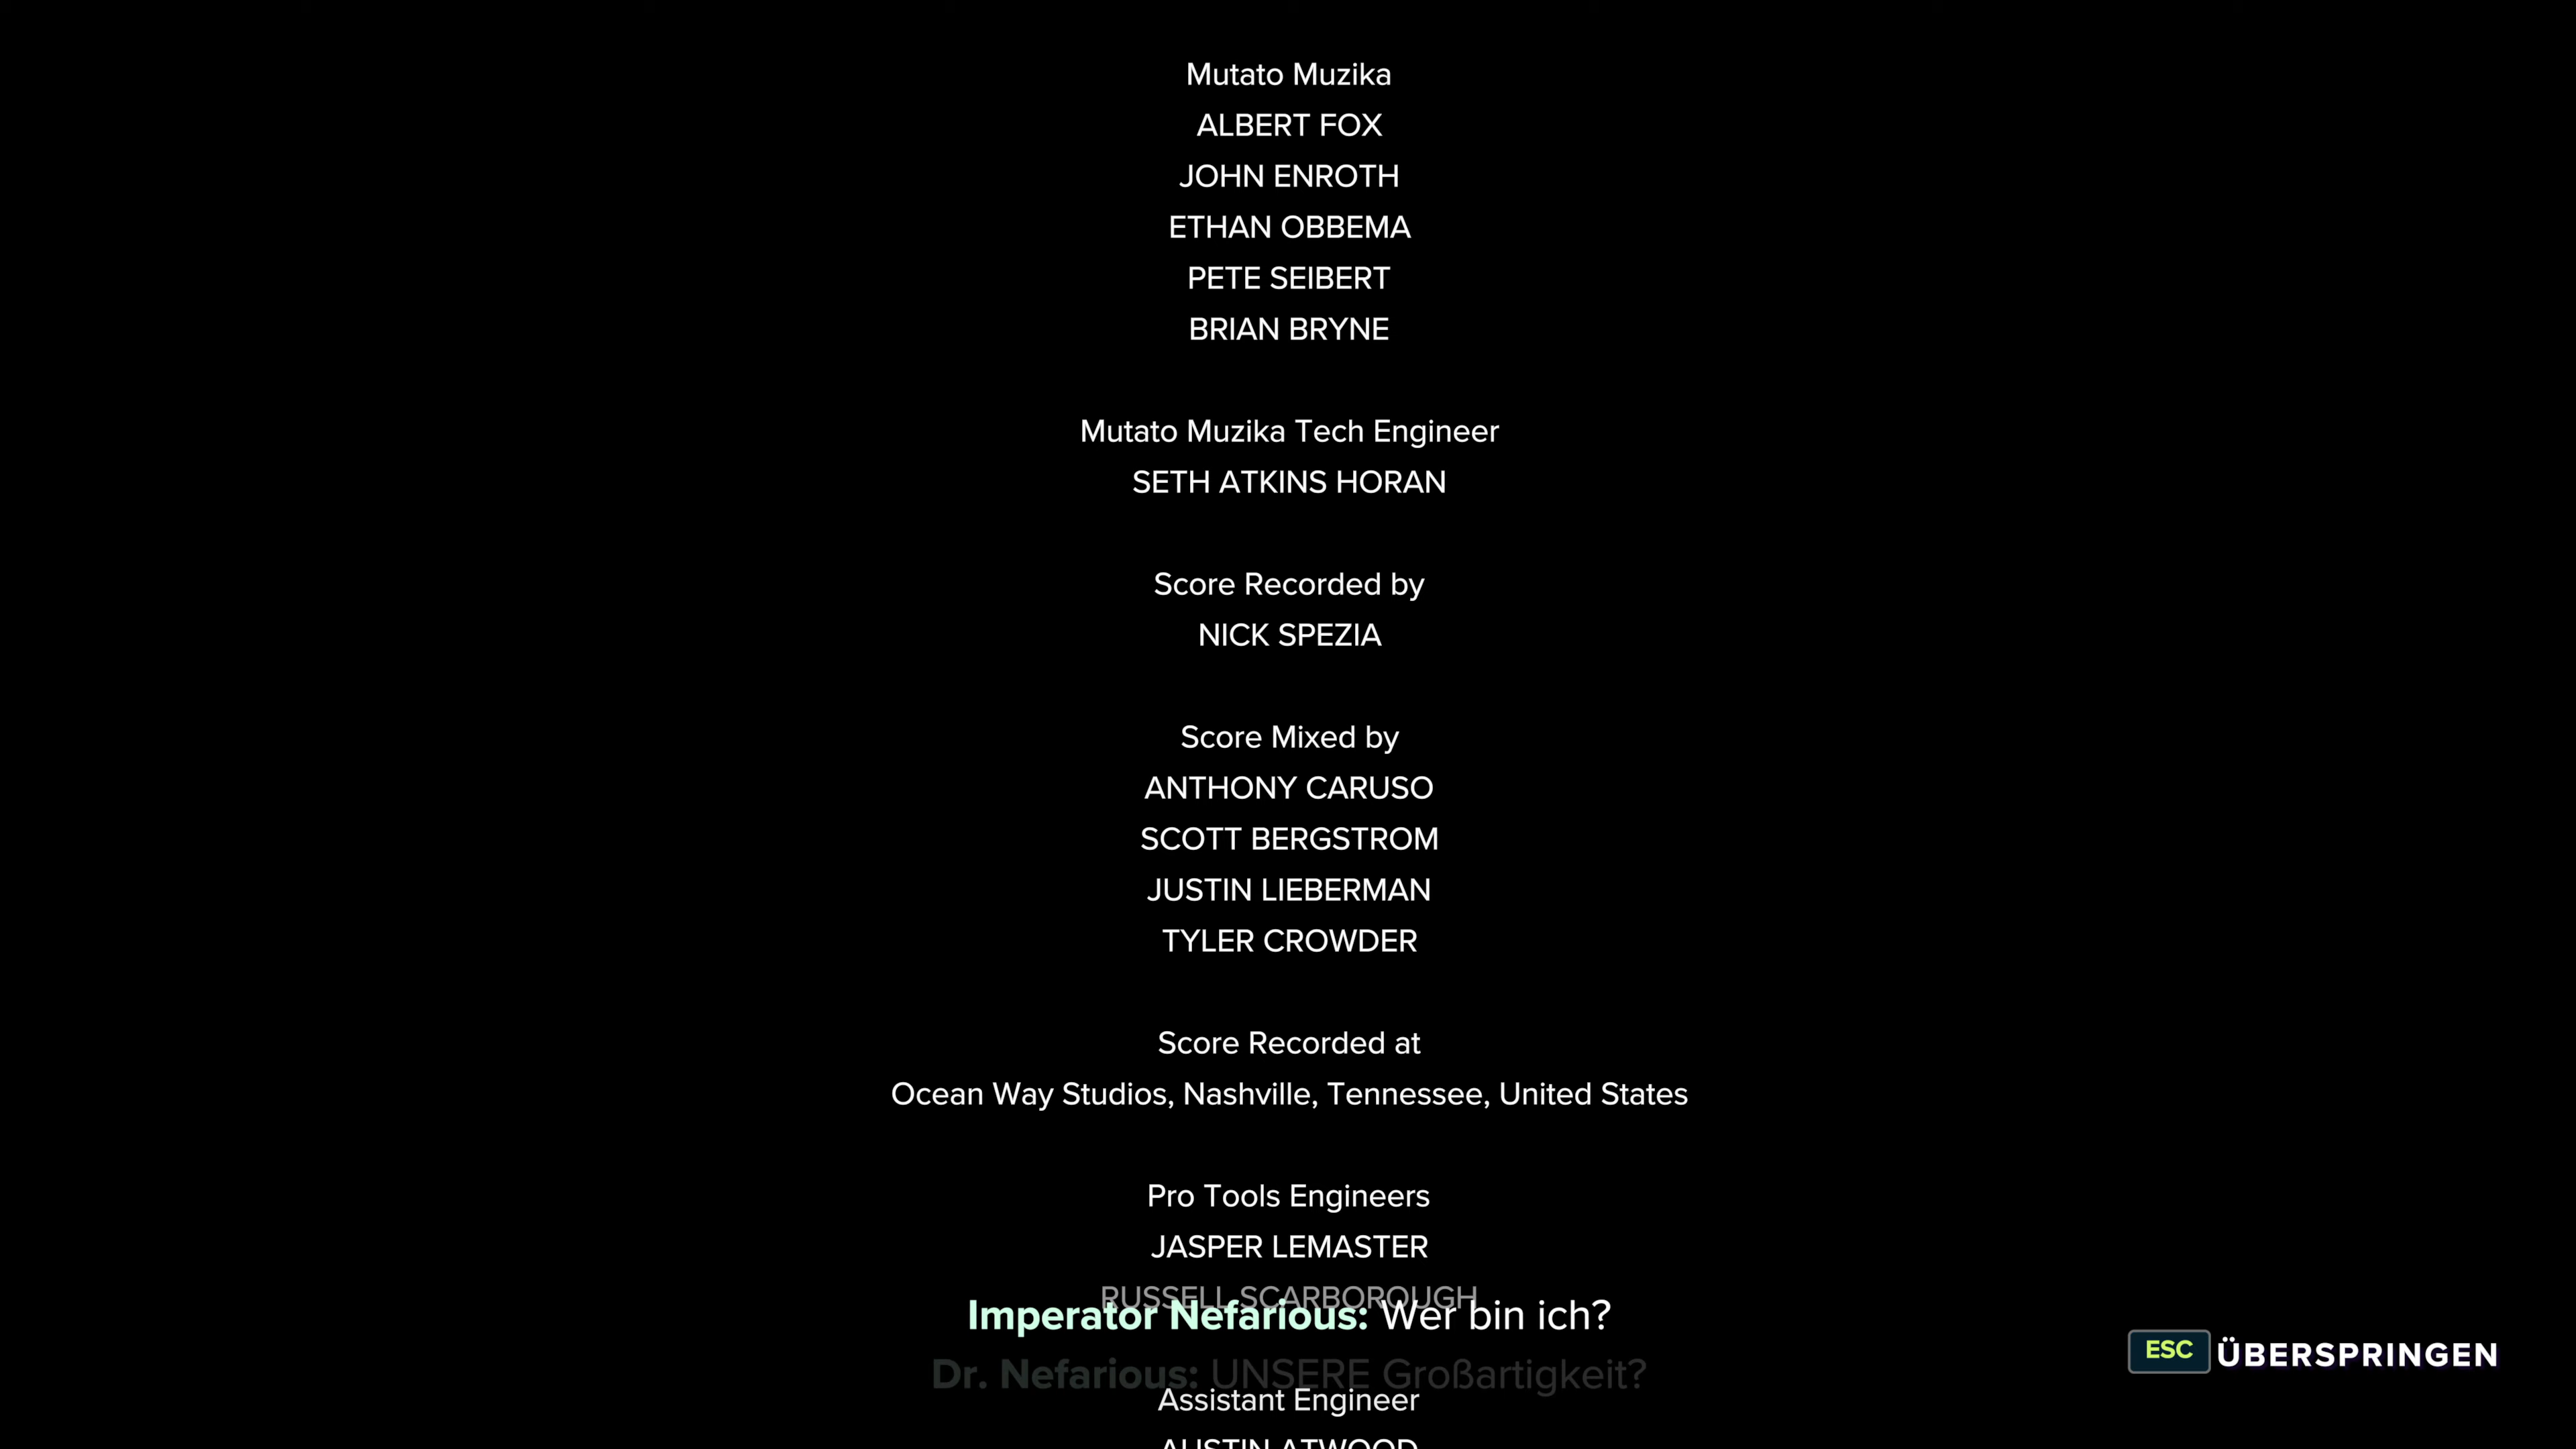 Mutato Muzika
ALBERT FOX
JOHN ENROTH
ETHAN OBBEMA
PETE SEIBERT
BRIAN BRYNE
Mutato Muzika Tech Engineer
SETH ATKINS HORAN
Score Recorded by
NICK SPEZIA
Score Mixed by
ANTHONY CARUSO
SCOTT BERGSTROM
JUSTIN LIEBERMAN
TYLER CROWDER
Score Recorded at
Ocean Way Studios, Nashville, Tennessee, United States
Pro Tools Engineers
JASPER LEMASTER
RUSSELL SCARBOROUGH
Imperator Nefarious: Wer bin ich?
ESC ÜBERSPRINGEN
Dr. Nefarious: UNSERE Großartigkeit?
Assistant Engineer
AUSTIN ATWOOD